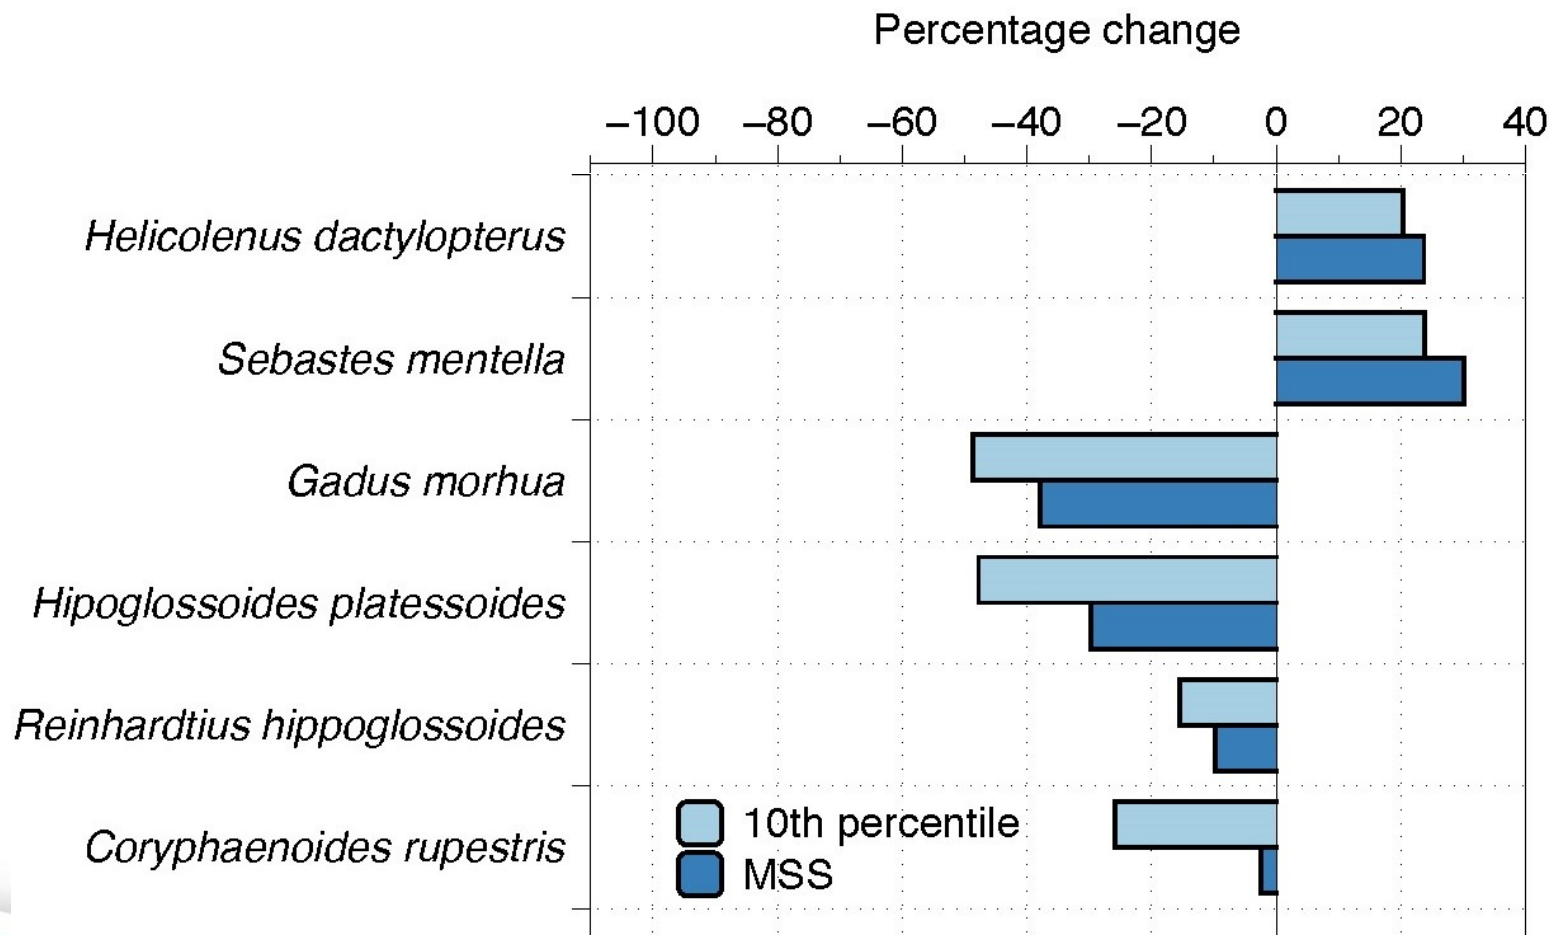 Percentage change
−100 −80 −60 −40 −20 0 20 40
Helicolenus dactylopterus
Sebastes mentella
Gadus morhua
Hipoglossoides platessoides
Reinhardtius hippoglossoides
Coryphaenoides rupestris
10th percentile
MSS